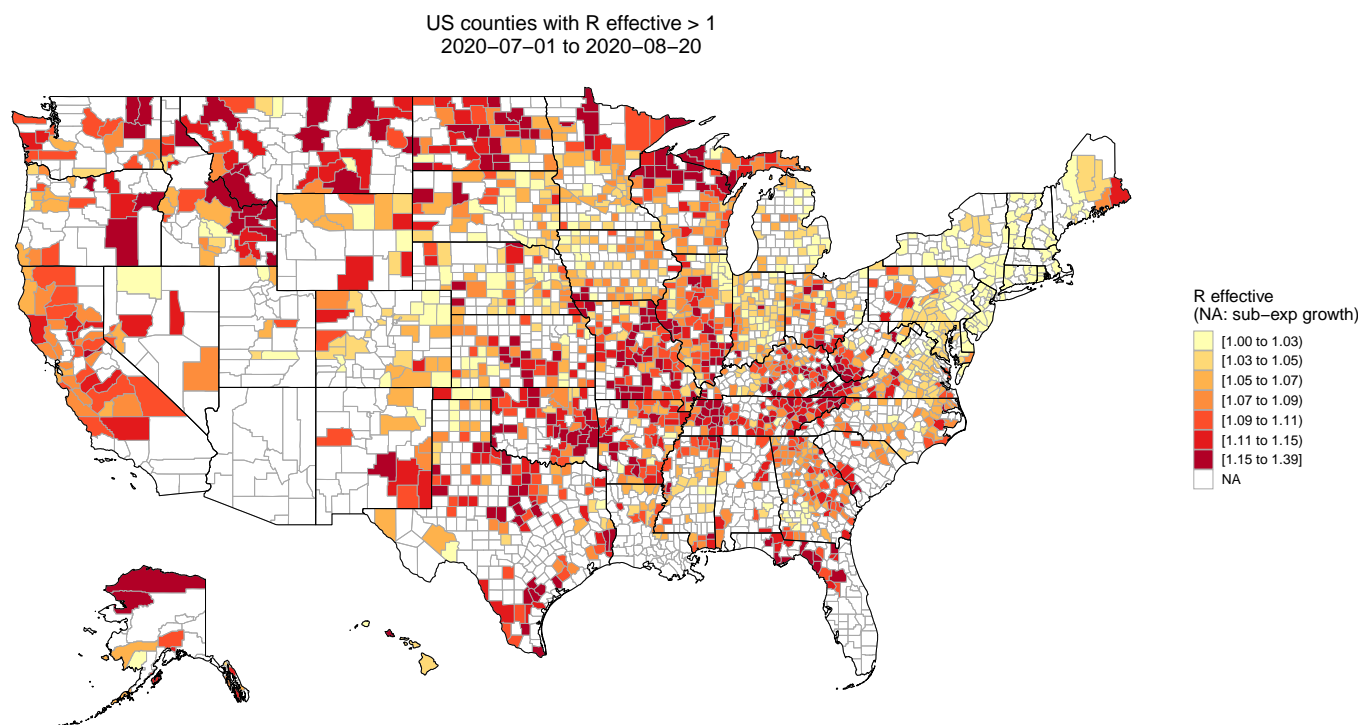 US counties with R effective > 1
2020−07−01 to 2020−08−20
R effective
(NA: sub−exp growth)
[1.00 to 1.03)
[1.03 to 1.05)
[1.05 to 1.07)
[1.07 to 1.09)
[1.09 to 1.11)
[1.11 to 1.15)
[1.15 to 1.39]
NA